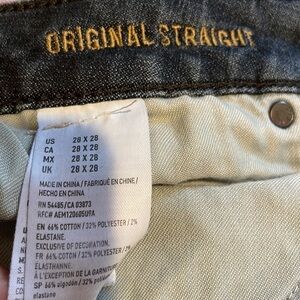 ORIGINAL STRAIGHT
US 28 X 28
CA 28 X 28
MX 28 X 28
UK 28 X 28
MADE IN CHINA / FABRIQUÉ EN CHINE /
HECHO EN CHINA
RN 54485/CA 03873
RFC# AEM120605U9A
EN 66% COTTON / 32% POLYESTER / 2%
ELASTANE.
EXCLUSIVE OF DECORATION.
FR 66% COTON / 32% POLYESTER / 2%
ÉLASTHANNE.
À L'EXCEPTION DE LA GARNITURE
SP 66% algodón / 32% poliéster / 2%
elastano.